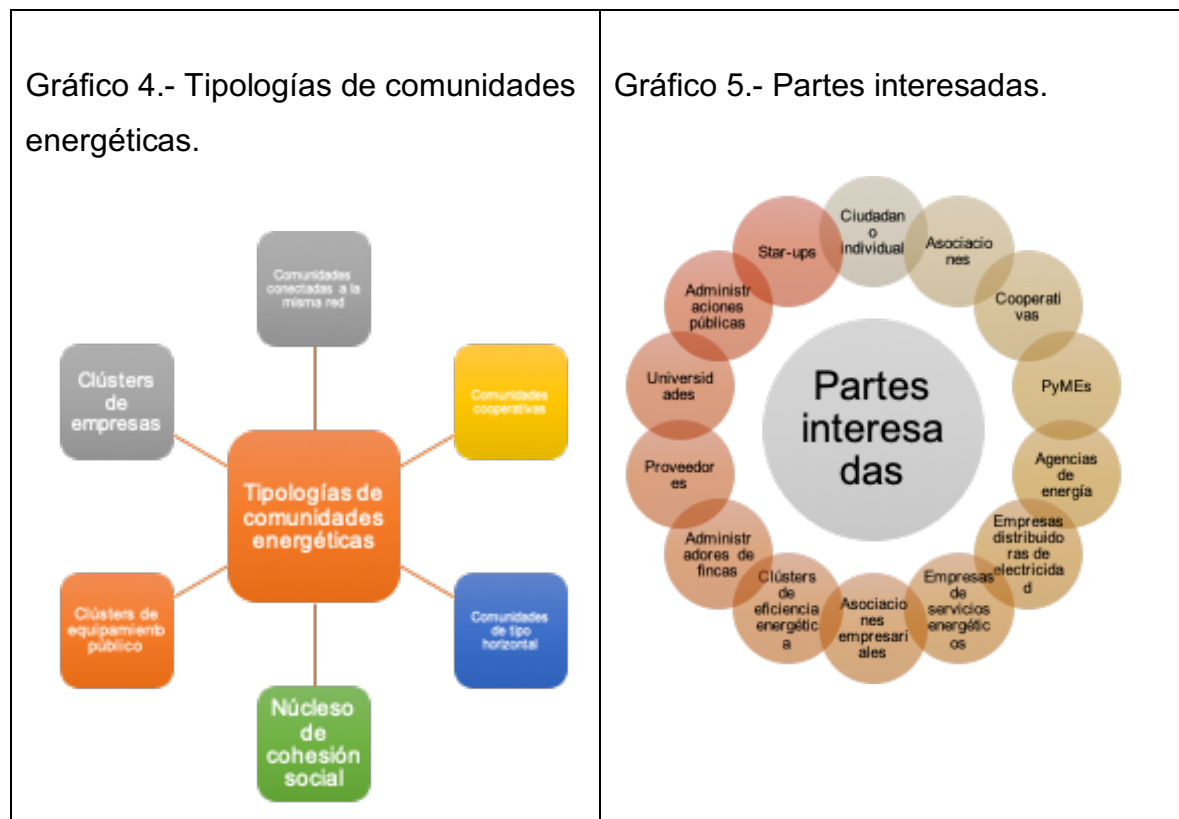 Gráfico 4.- Tipologías de comunidades
energéticas.
Comunidades
conectadas a la
misma red
Clústers
de
empresas
Comunidades
cooperativas
Tipologías de
comunidades
energéticas
Clústers de
equipamiento
público
Comunidades
de tipo
horizontal
Núcleso
de
cohesión
social
Gráfico 5.- Partes interesadas.
Ciudadan
o
individual
Asociacio
nes
Cooperati
vas
PyMEs
Agencias
de
energía
Empresas
distribuido
ras de
electricida
d
Empresas
de
servicios
energétic
os
Asociacio
nes
empresari
ales
Clústers
de
eficiencia
energétic
a
Administr
adores de
fincas
Proveedor
es
Universid
ades
Administr
aciones
públicas
Star-ups
Partes
interesa
das